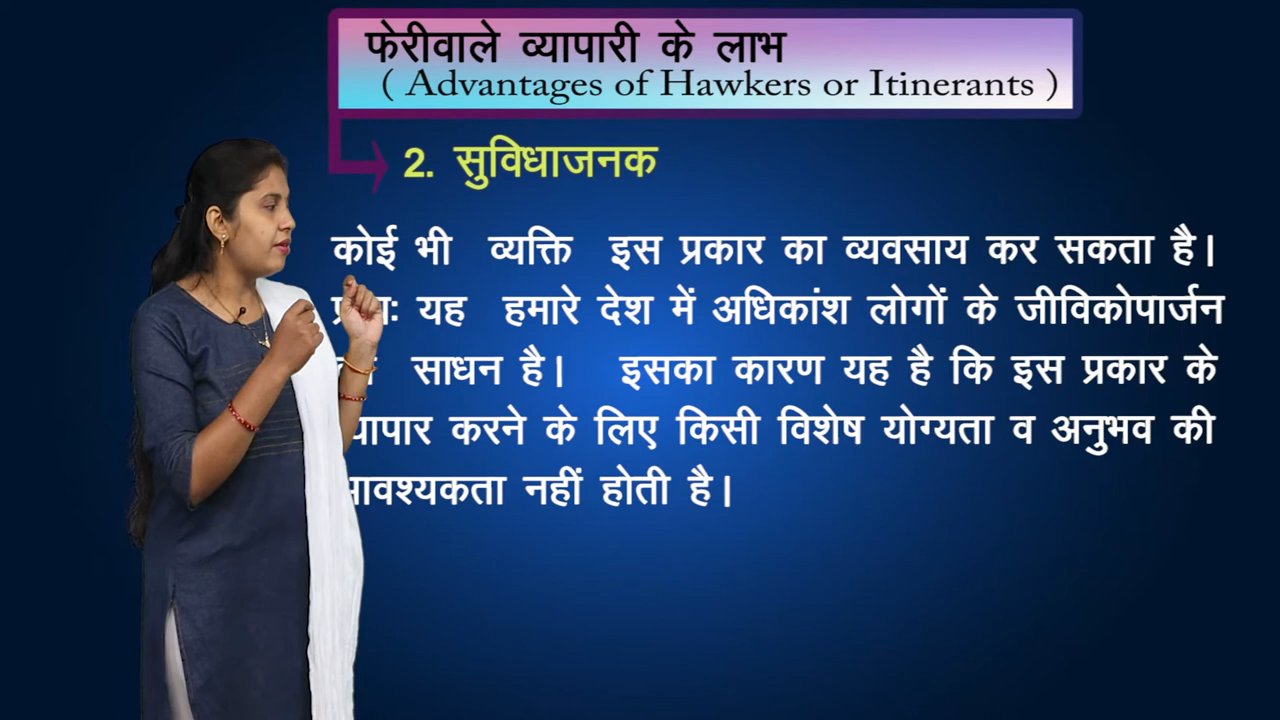 फेरीवाले व्यापारी के लाभ
( Advantages of Hawkers or Itinerants )
2. सुविधाजनक
कोई भी व्यक्ति इस प्रकार का व्यवसाय कर सकता है।
यह हमारे देश में अधिकांश लोगों के जीविकोपार्जन
साधन है। इसका कारण यह है कि इस प्रकार के
करने के लिए किसी विशेष योग्यता व अनुभव की
नहीं होती है।